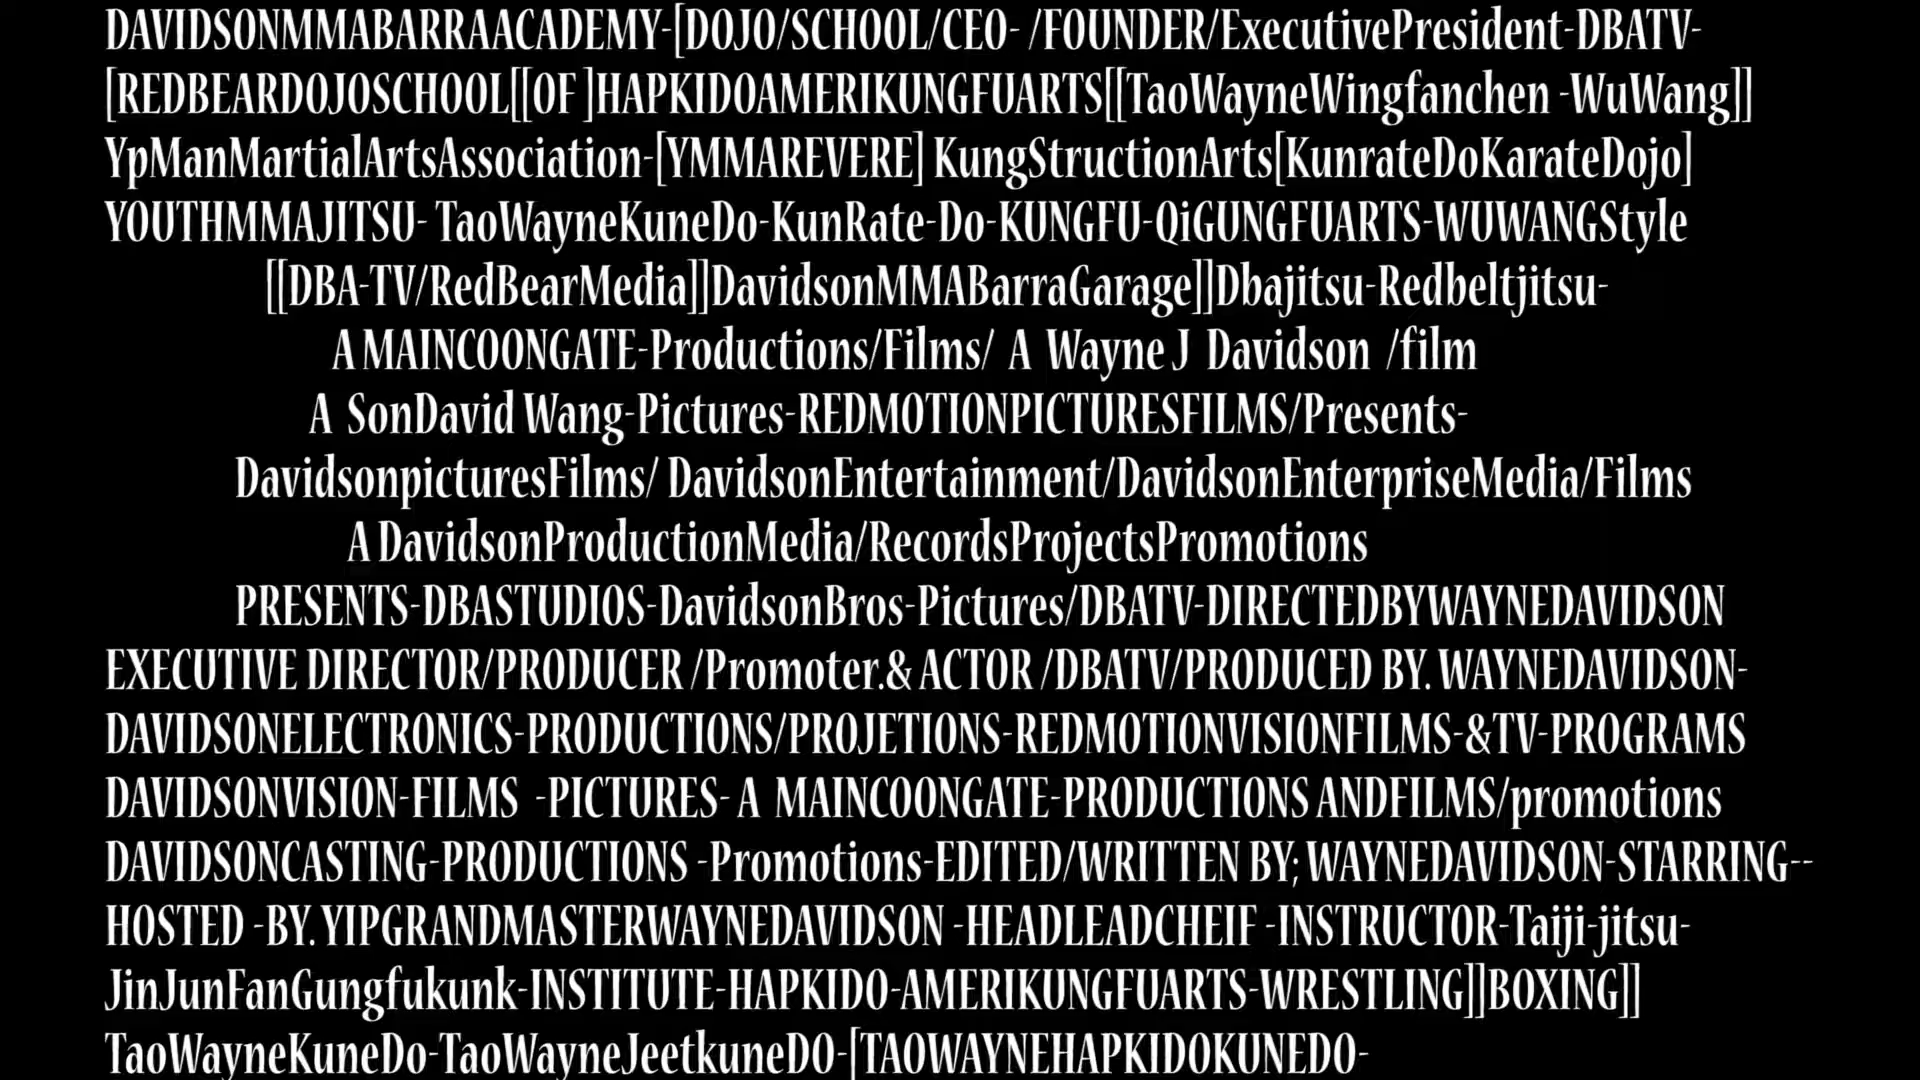 DAVIDSONMMABARRAACADEMY-[DOJO/SCHOOL/CEO- /FOUNDER/ExecutivePresident-DBATV-
[REDBEARDOJOSCHOOL[[OF ]HAPKIDOAMERIKUNGFUARTS[[TaoWayneWingfanchen -WuWang]]
YpManMartialArtsAssociation-[YMMAREVERE] KungStructionArts[KunrateDoKarateDojo]
YOUTHMMAJITSU- TaoWayneKuneDo-KunRate-Do-KUNGFU-QiGUNGFUARTS-WUWANGStyle
[[DBA-TV/RedBearMedia]]DavidsonMMABarraGarage]]Dbajitsu-Redbeltjitsu-
A MAINCOONGATE-Productions/Films/ A Wayne J Davidson /film
A SonDavid Wang-Pictures-REDMOTIONPICTURESFILMS/Presents-
DavidsonpicturesFilms/ DavidsonEntertainment/DavidsonEnterpriseMedia/Films
A DavidsonProductionMedia/RecordsProjectsPromotions
PRESENTS-DBASTUDIOS-DavidsonBros-Pictures/DBATV-DIRECTEDBYWAYNEDAVIDSON
EXECUTIVE DIRECTOR/PRODUCER /Promoter.& ACTOR /DBATV/PRODUCED BY. WAYNEDAVIDSON-
DAVIDSONELECTRONICS-PRODUCTIONS/PROJETIONS-REDMOTIONVISIONFILMS-&TV-PROGRAMS
DAVIDSONVISION-FILMS -PICTURES- A MAINCOONGATE-PRODUCTIONS ANDFILMS/promotions
DAVIDSONCASTING-PRODUCTIONS -Promotions-EDITED/WRITTEN BY; WAYNEDAVIDSON-STARRING--
HOSTED -BY. YIPGRANDMASTERWAYNEDAVIDSON -HEADLEADCHEIF -INSTRUCTOR-Taiji-jitsu-
JinJunFanGungfukunk-INSTITUTE-HAPKIDO-AMERIKUNGFUARTS-WRESTLING]]BOXING]]
TaoWayneKuneDo-TaoWayneJeetkuneDO-[TAOWAYNEHAPKIDOKUNEDO-